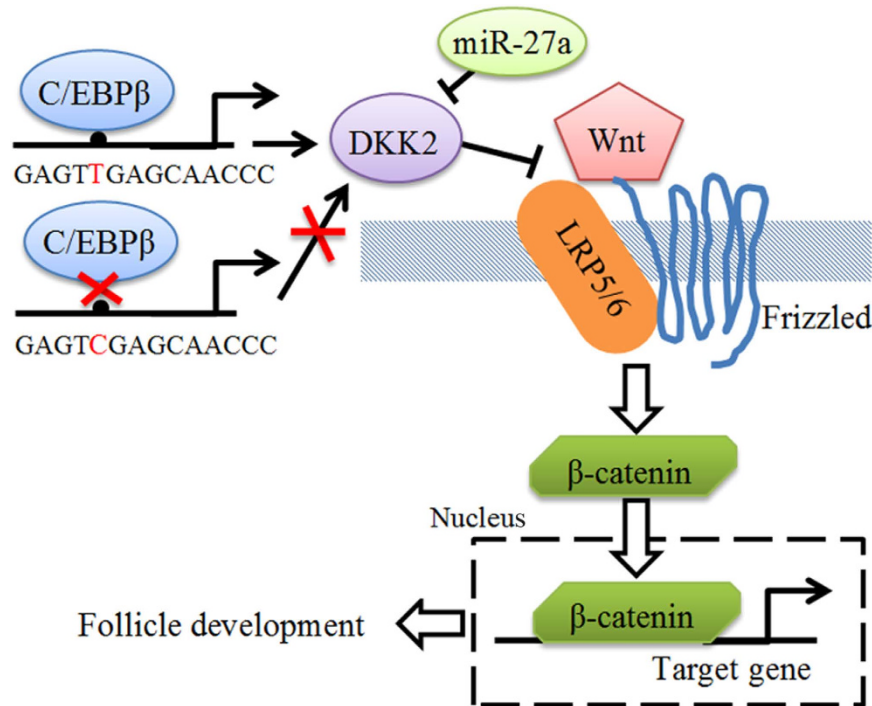 miR-27a
C/EBPβ
DKK2
Wnt
GAGTTGAGCAACCC
C/EBPβ
LRP5/6
GAGTCGAGCAACCC
Frizzled
β-catenin
Nucleus
β-catenin
Follicle development
Target gene